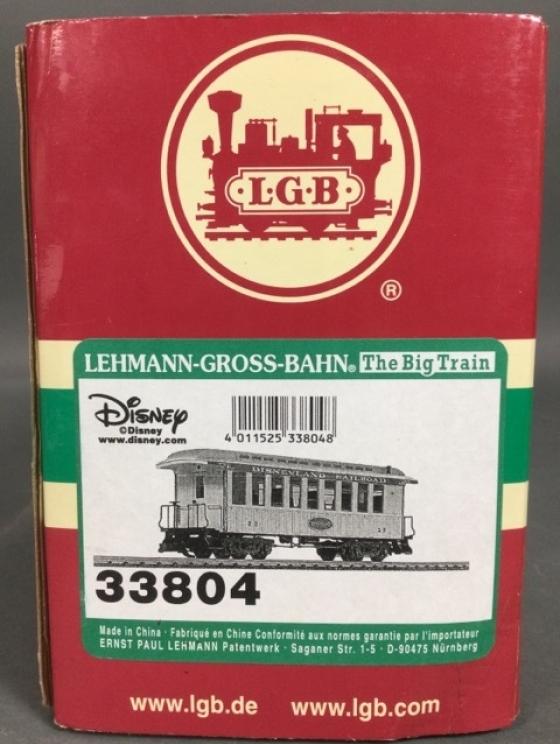 L·G·B
®
LEHMANN-GROSS-BAHN® The Big Train
Disney
©Disney
www.disney.com
4 011525 338048
DISNEYLAND RAILROAD
33804
Made in China · Fabriqué en Chine Conformité aux normes garantie par l'importateur
ERNST PAUL LEHMANN Patentwerk · Saganer Str. 1-5 · D-90475 Nürnberg
www.lgb.de www.lgb.com